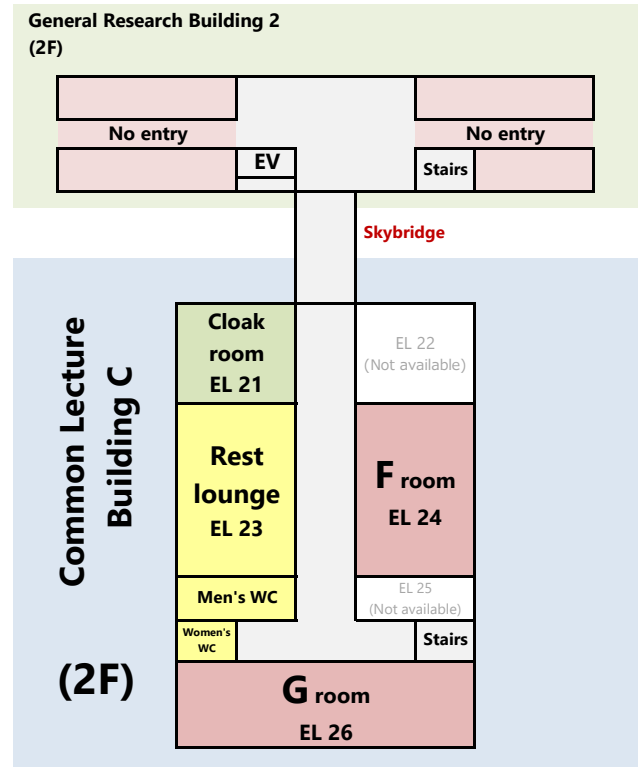 General Research Building 2
(2F)
No entry
No entry
EV
Stairs
Skybridge
Common Lecture
Building C
(2F)
Cloak
room
EL 21
EL 22
(Not available)
Rest
lounge
EL 23
F room
EL 24
Men's WC
EL 25
(Not available)
Women's
WC
Stairs
G room
EL 26